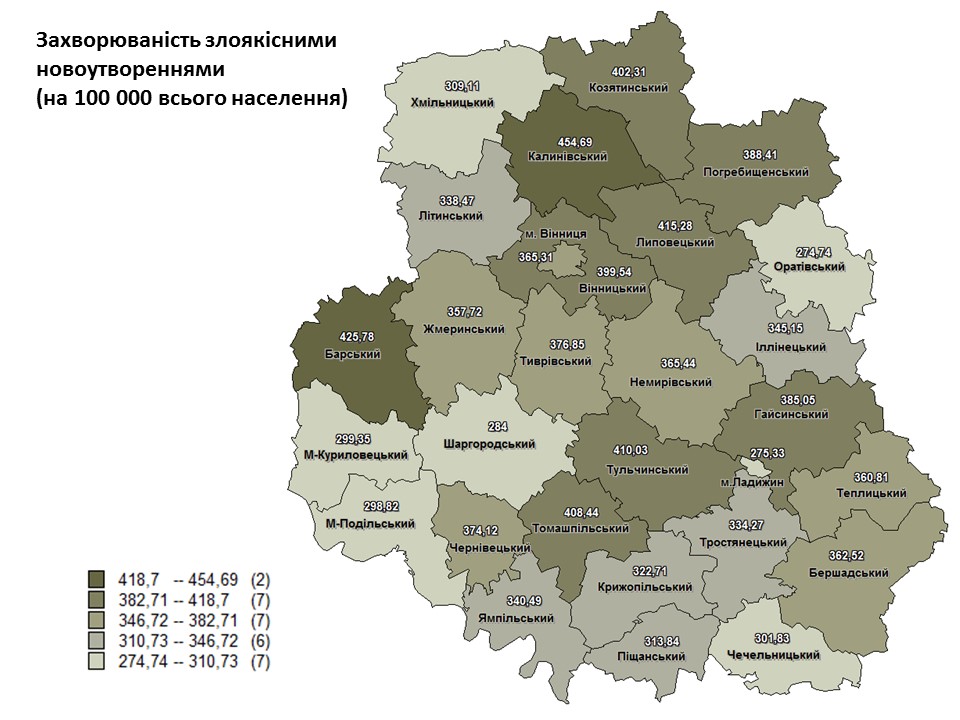 Захворюваність злоякісними
новоутвореннями
(на 100 000 всього населення)
402,31
Козятинський
309,11
Хмільницький
454,69
Калинівський
388,41
Погребищенський
338,47
Літинський
415,28
Липовецький
м. Вінниця
365,31
399,54
Вінницький
274,74
Оратівський
357,72
Жмеринський
425,78
Барський
376,85
Тиврівський
345,15
Іллінецький
365,44
Немирівський
385,05
Гайсинський
284
Шаргородський
299,35
М-Куриловецький
410,03
Тульчинський
275,33
м.Ладижин
360,81
Теплицький
298,82
М-Подільський
374,12
Чернівецький
408,44
Томашпільський
334,27
Тростянецький
362,52
Бершадський
322,71
Крижопільський
340,49
Ямпільський
313,84
Піщанський
301,83
Чечельницький
418,7 -- 454,69 (2)
382,71 -- 418,7 (7)
346,72 -- 382,71 (7)
310,73 -- 346,72 (6)
274,74 -- 310,73 (7)